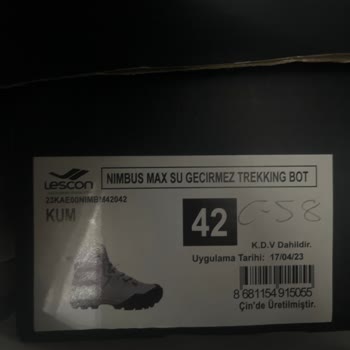 Lescon
NIMBUS MAX SU GECIRMEZ TREKKING BOT
23KAE00NIMBM42042
KUM
42
C-58
K.D.V Dahildir.
Uygulama Tarihi: 17/04/23
8 681154 915055
Çin'de Üretilmiştir.